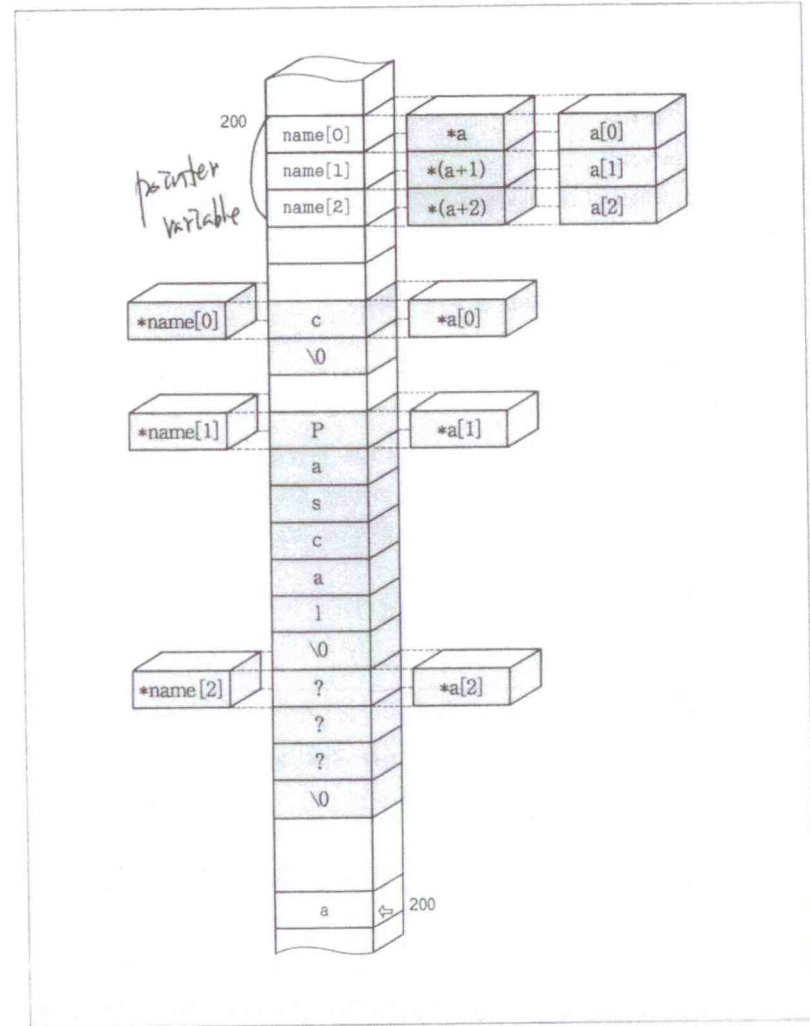 200
name[0] *a a[0]
name[1] *(a+1) a[1]
name[2] *(a+2) a[2]
pointer
variable
*name[0] c *a[0]
\0
*name[1] P *a[1]
a
s
c
a
l
\0
*name[2] ? *a[2]
?
?
\0
a ⇦ 200